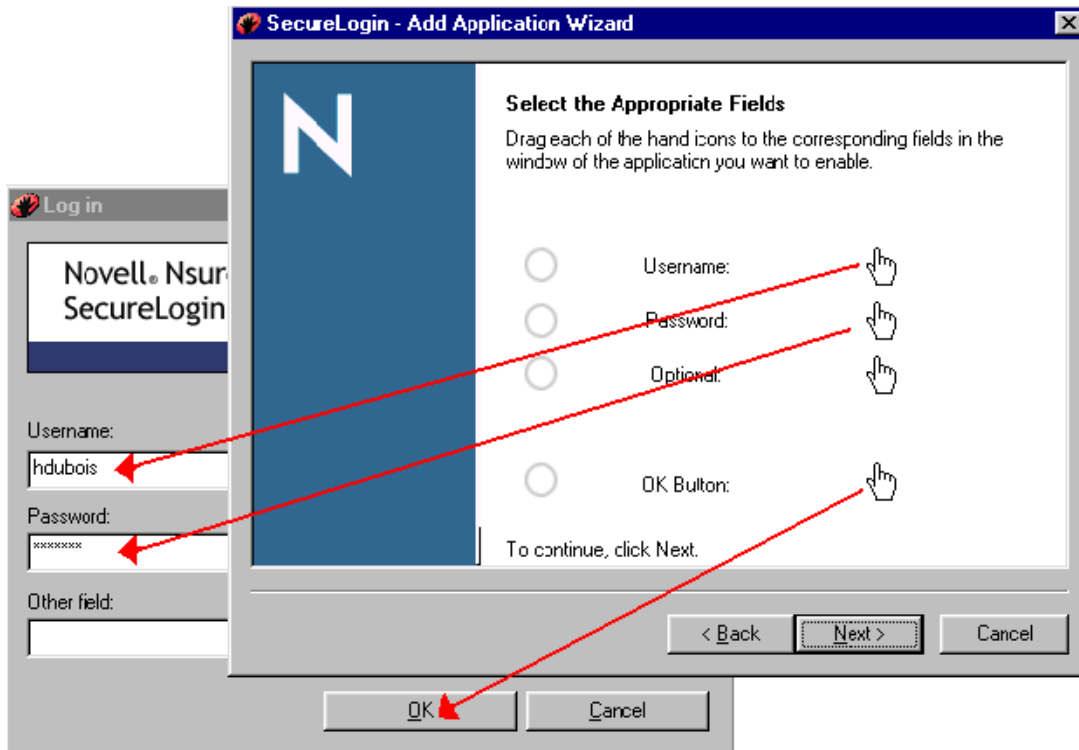 SecureLogin - Add Application Wizard
N
Select the Appropriate Fields
Drag each of the hand icons to the corresponding fields in the
window of the application you want to enable.
Username:
Password:
Optional:
OK Button:
To continue, click Next.
< Back
Next >
Cancel
Log in
Novell® Nsur
SecureLogin
Username:
hdubois
Password:
×××××××
Other field:
OK
Cancel